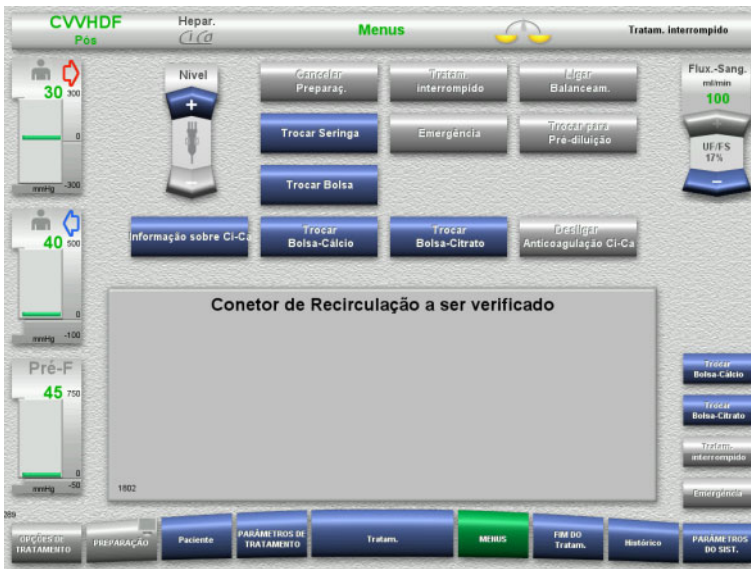 CVVHDF
Pós
Hepar.
Ci Ca
Menus
Tratam. interrompido
30
300
0
mmHg -300
Nível
+
−
Cancelar
Preparaç.
Tratam.
interrompido
Ligar
Balanceam.
Trocar Seringa
Emergência
Trocar para
Pré-diluição
Trocar Bolsa
Flux.-Sang.
ml/min
100
+
UF/FS
17%
−
40
500
0
mmHg -100
Informação sobre Ci-Ca
Trocar
Bolsa-Cálcio
Trocar
Bolsa-Citrato
Desligar
Anticoagulação Ci-Ca
Conetor de Recirculação a ser verificado
1802
Pré-F
45
750
0
mmHg -50
Trocar
Bolsa-Cálcio
Trocar
Bolsa-Citrato
Tratam.
interrompido
Emergência
OPÇÕES DE
TRATAMENTO
PREPARAÇÃO
Paciente
PARÂMETROS DE
TRATAMENTO
Tratam.
MENUS
FIM DO
Tratam.
Histórico
PARÂMETROS
DO SIST.